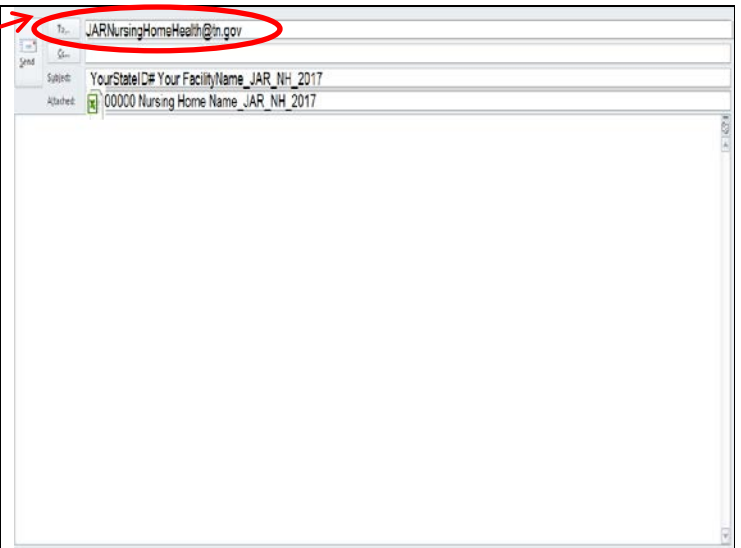 To... JARNursingHomeHealth@tn.gov
Cc...
Send
Subject: YourStateID# Your FacilityName_JAR_NH_2017
Attached: 00000 Nursing Home Name_JAR_NH_2017